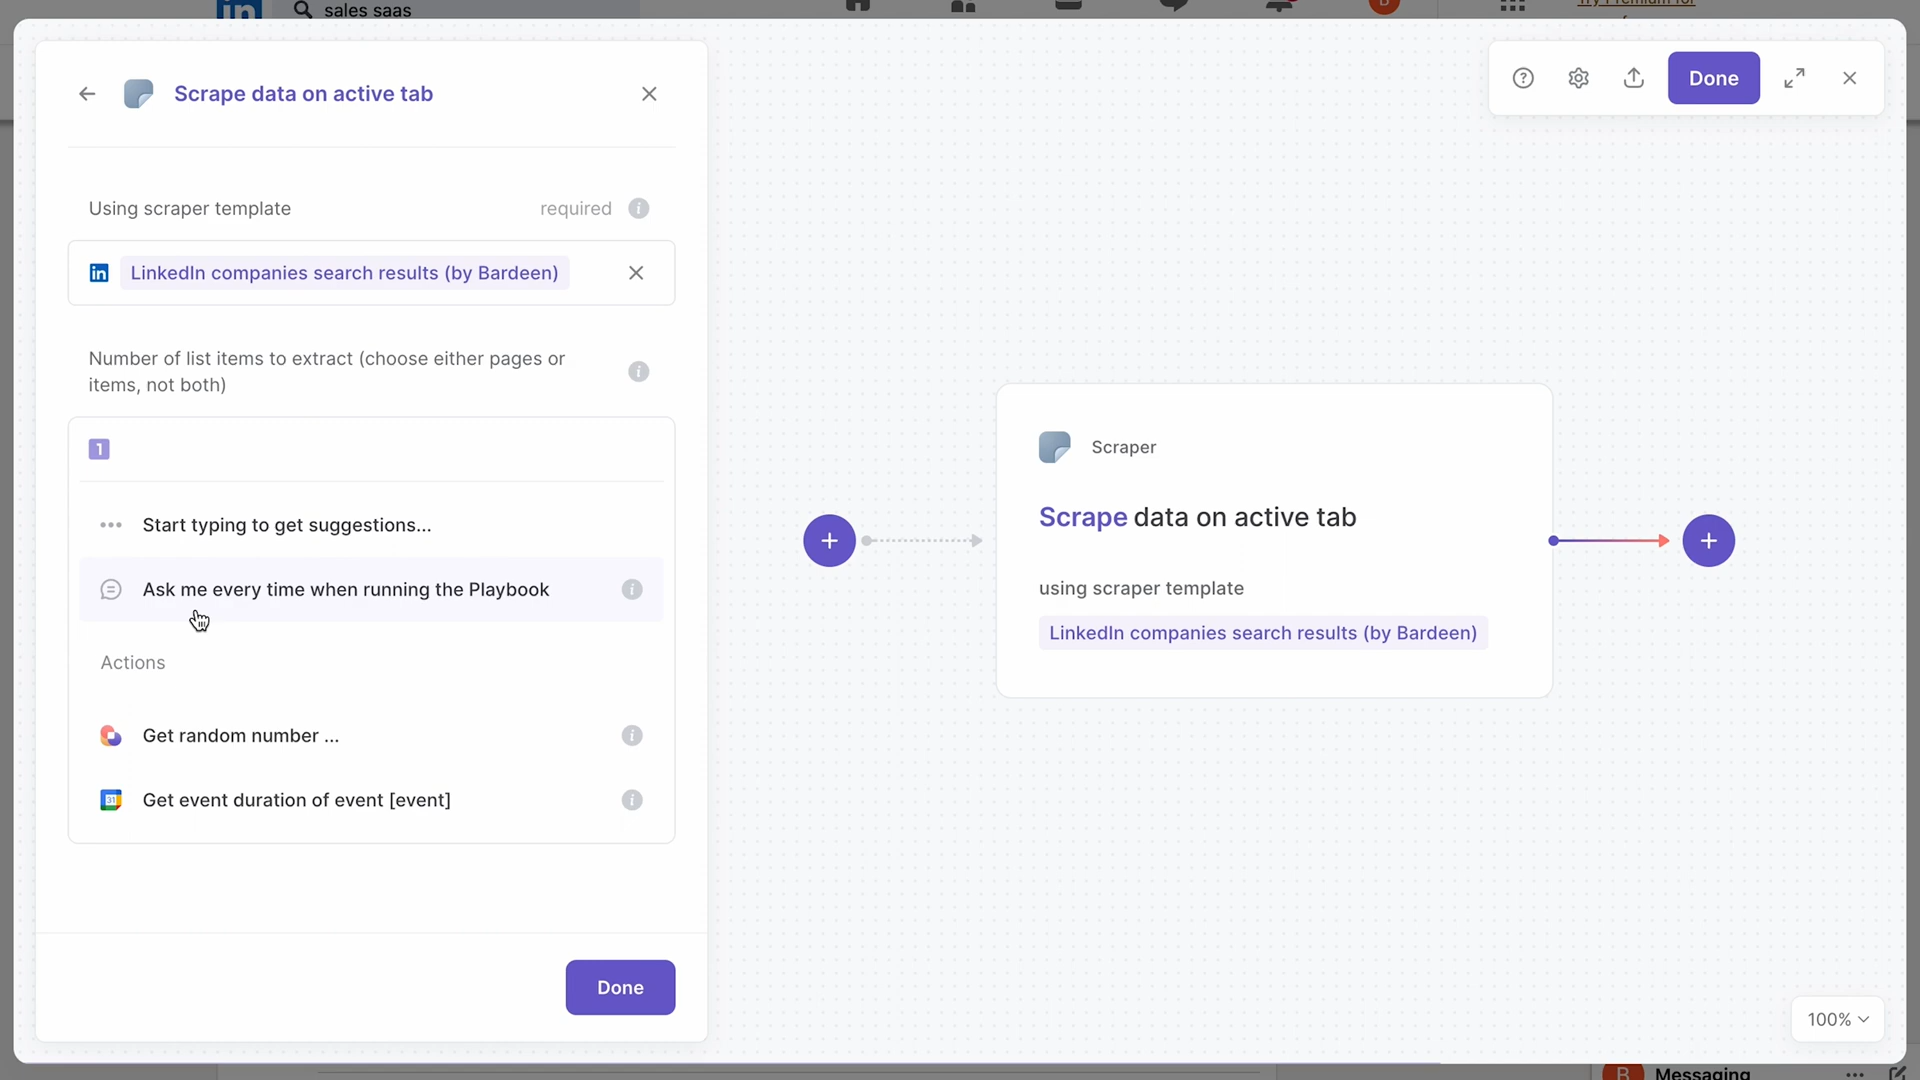 in
sales saas
Scrape data on active tab
Done
Using scraper template
required
in
LinkedIn companies search results (by Bardeen)
Number of list items to extract (choose either pages or
items, not both)
1
Start typing to get suggestions...
Ask me every time when running the Playbook
Actions
Get random number ...
31
Get event duration of event [event]
Done
Scraper
Scrape data on active tab
using scraper template
LinkedIn companies search results (by Bardeen)
100%
B
Messaging